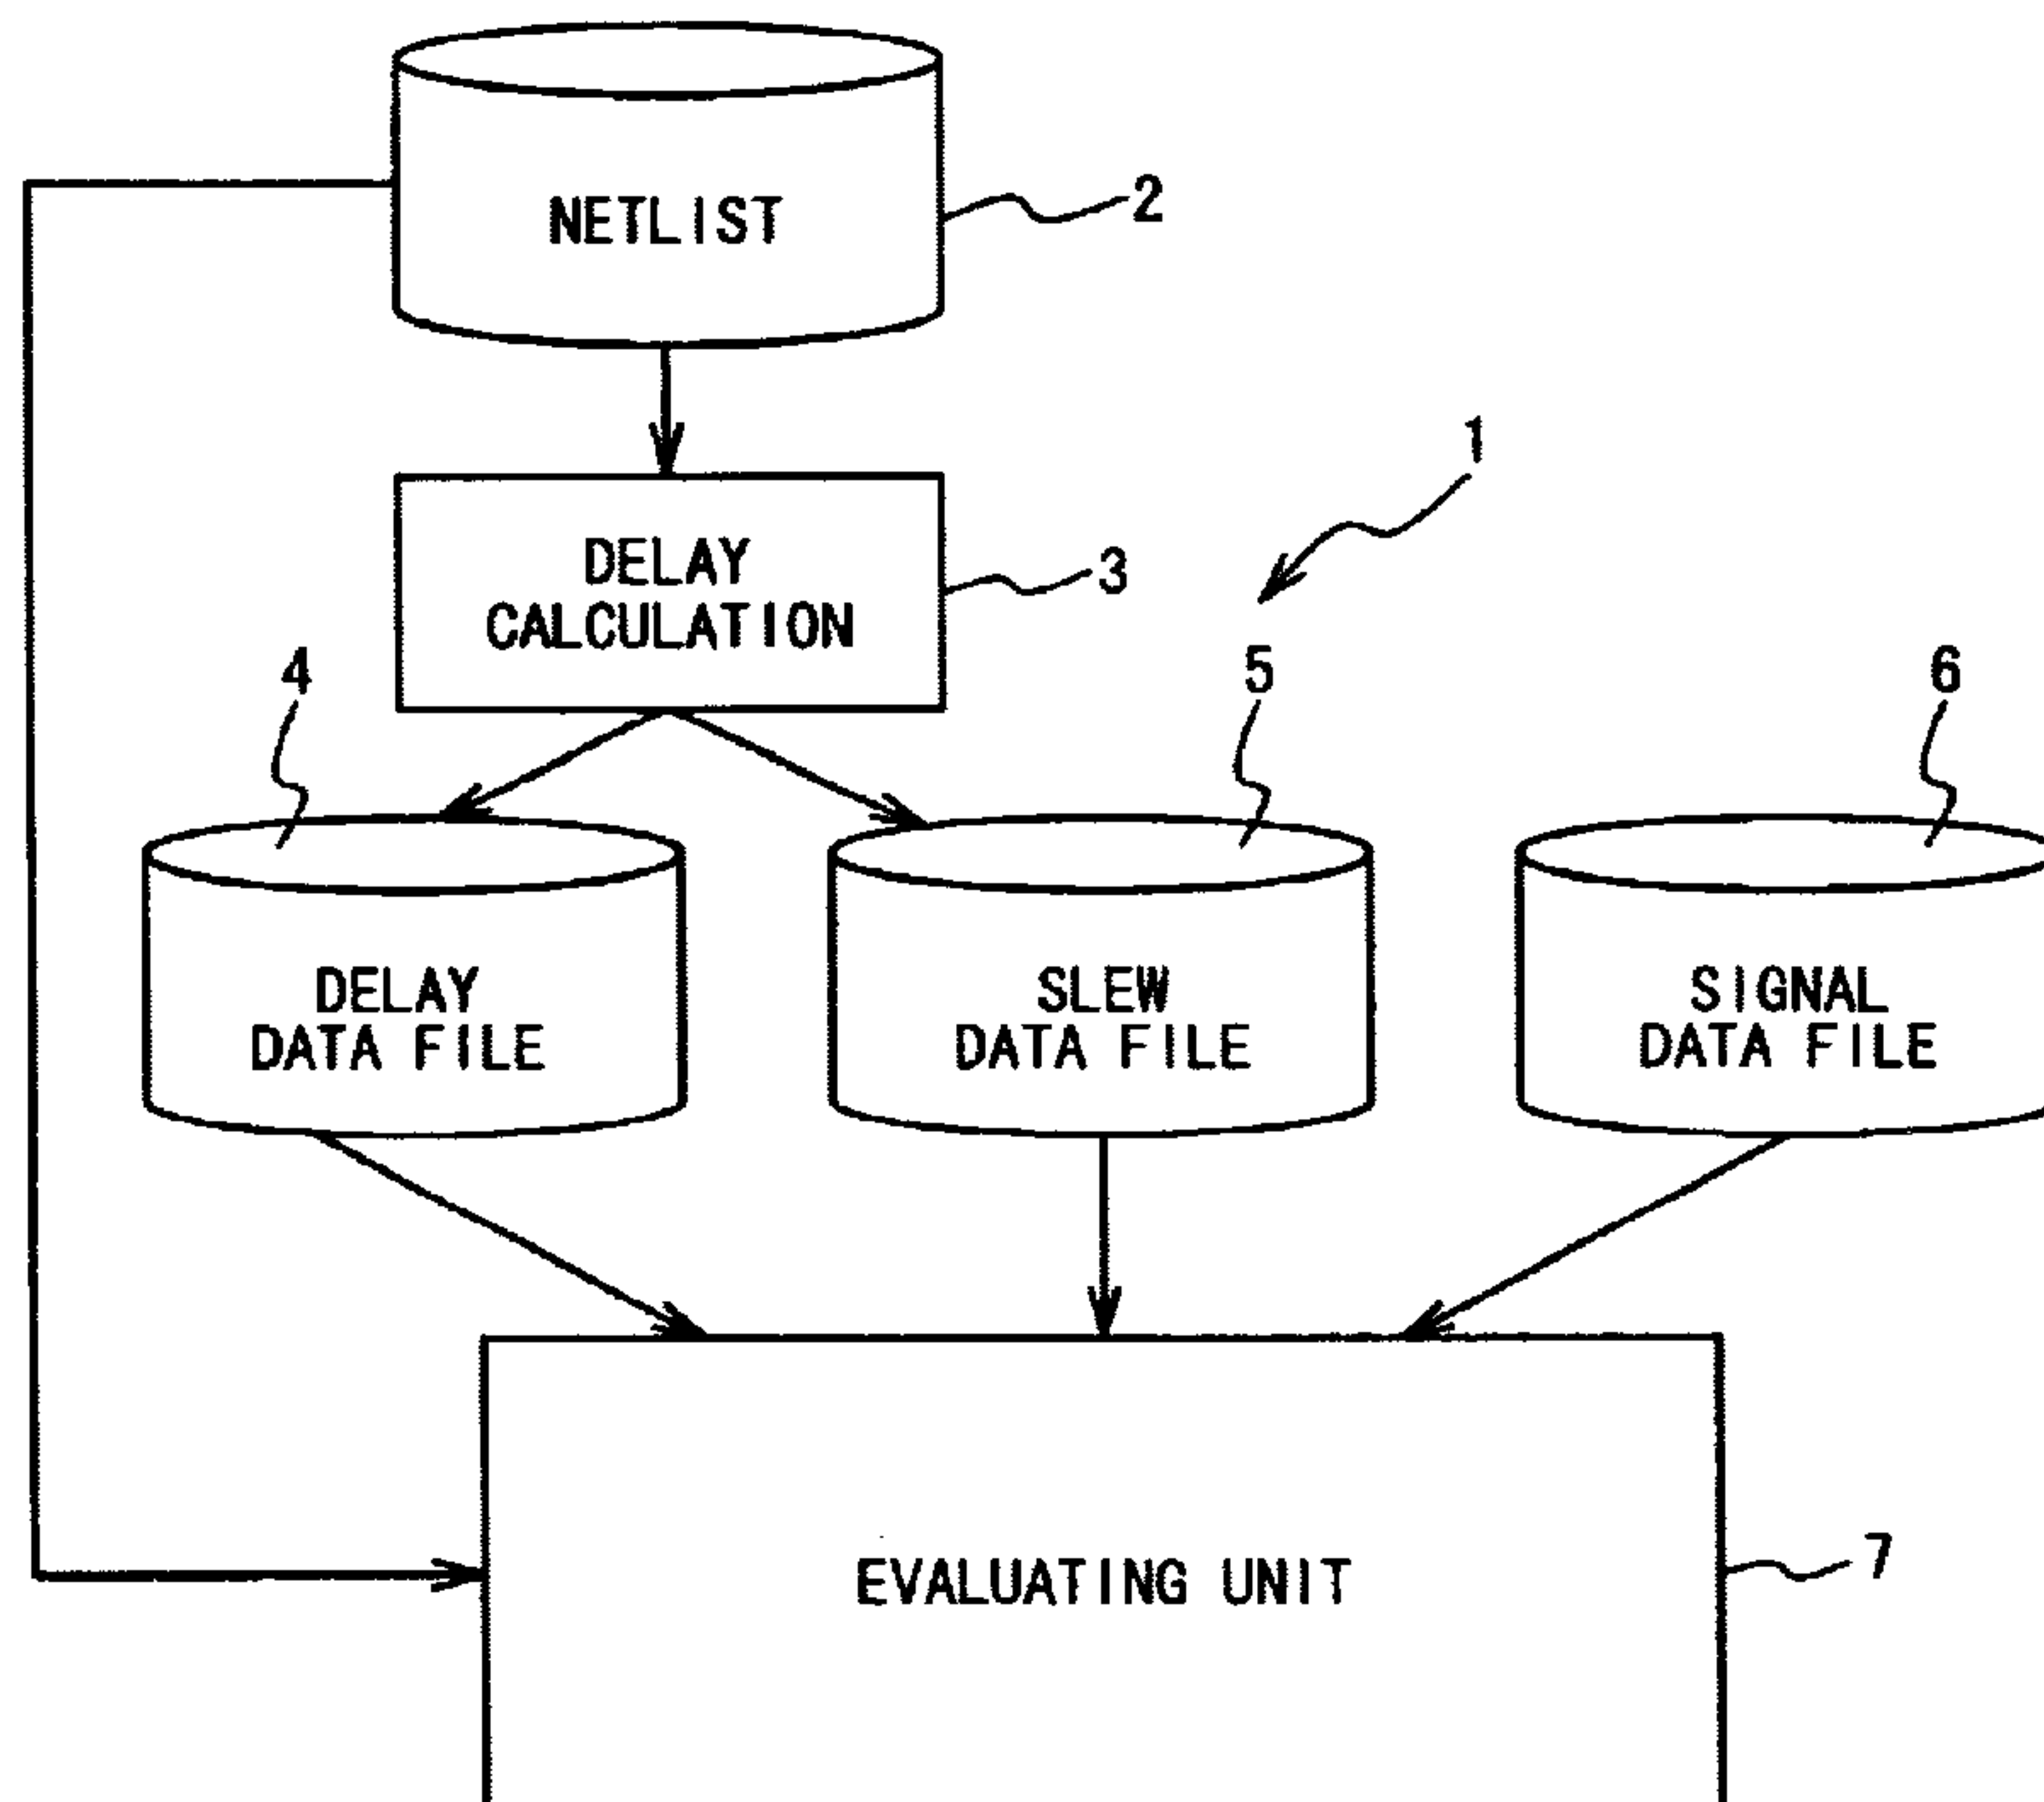 NETLIST
2
1
DELAY
CALCULATION
3
4
5
6
DELAY
DATA FILE
SLEW
DATA FILE
SIGNAL
DATA FILE
EVALUATING UNIT
7